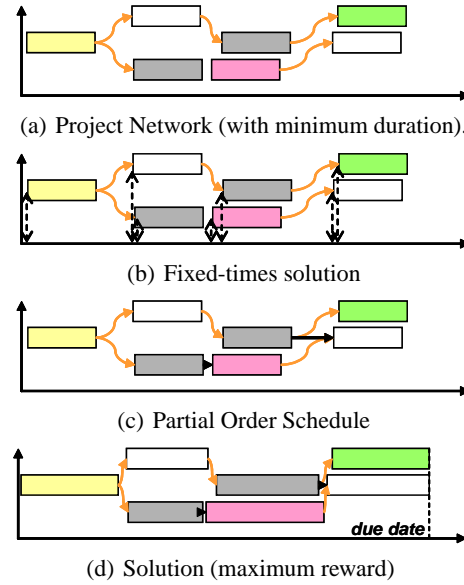 (a) Project Network (with minimum duration).
(b) Fixed-times solution
(c) Partial Order Schedule
due date
(d) Solution (maximum reward)